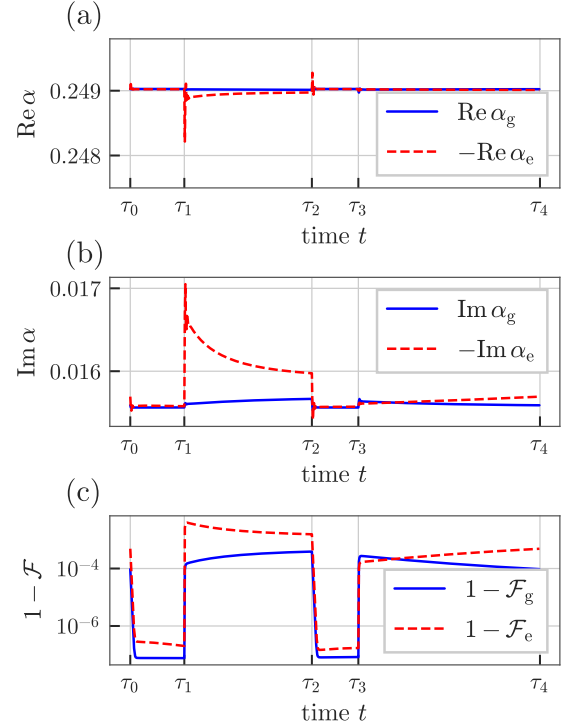 (a)
Re α
0.249
0.248
Re α_g
−Re α_e
τ_0 τ_1 τ_2 τ_3 τ_4
time t
(b)
Im α
0.017
0.016
Im α_g
−Im α_e
τ_0 τ_1 τ_2 τ_3 τ_4
time t
(c)
1 − ℱ
10^{−4}
10^{−6}
1 − ℱ_g
1 − ℱ_e
τ_0 τ_1 τ_2 τ_3 τ_4
time t